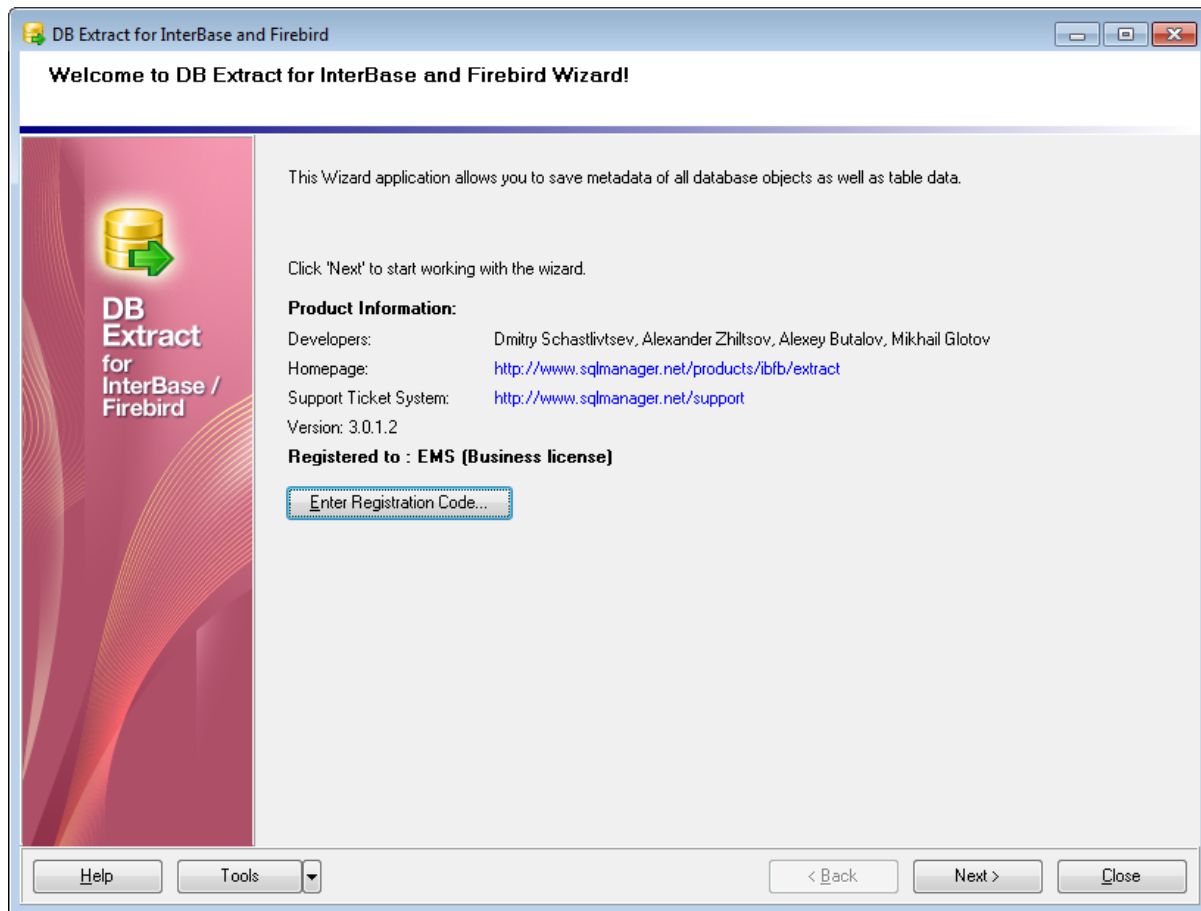 DB Extract for InterBase and Firebird
Welcome to DB Extract for InterBase and Firebird Wizard!
DB
Extract
for
InterBase /
Firebird
This Wizard application allows you to save metadata of all database objects as well as table data.
Click 'Next' to start working with the wizard.
Product Information:
Developers: Dmitry Schastlivtsev, Alexander Zhiltsov, Alexey Butalov, Mikhail Glotov
Homepage: http://www.sqlmanager.net/products/ibfb/extract
Support Ticket System: http://www.sqlmanager.net/support
Version: 3.0.1.2
Registered to : EMS (Business license)
Enter Registration Code...
Help Tools < Back Next > Close